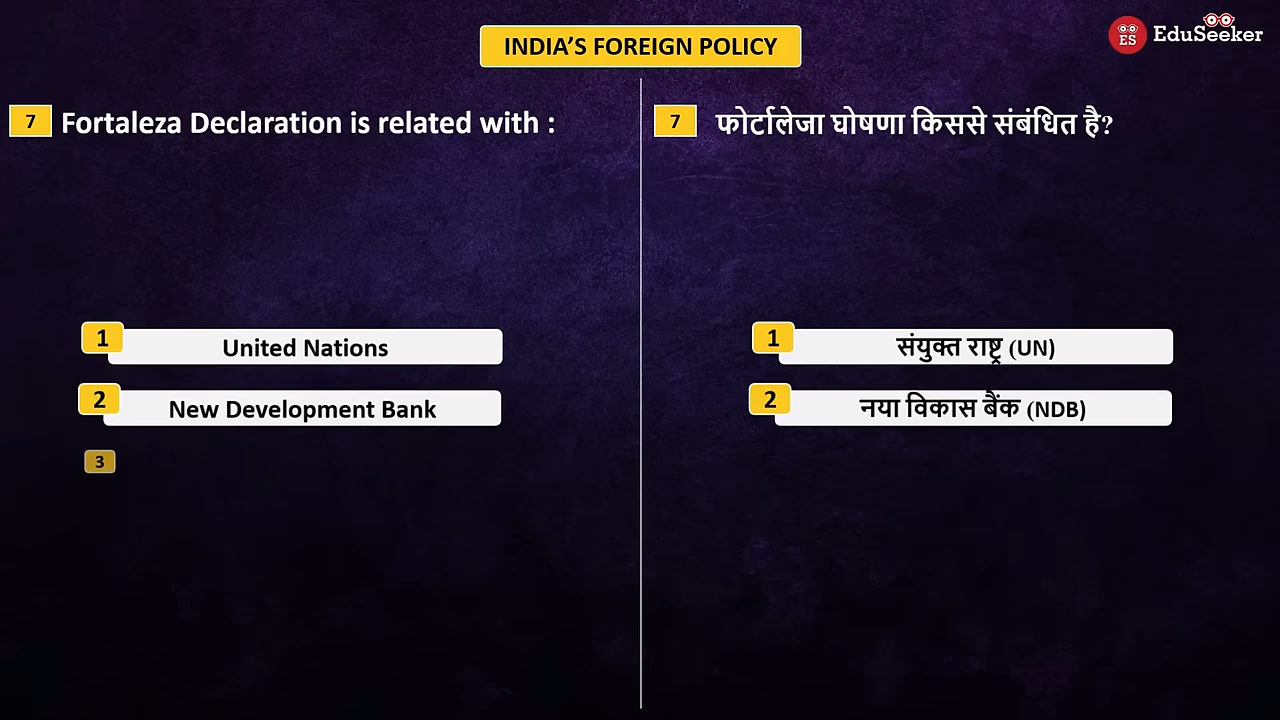 INDIA’S FOREIGN POLICY
ES EduSeeker
7 Fortaleza Declaration is related with :
1 United Nations
2 New Development Bank
3
7 फोर्टालेजा घोषणा किससे संबंधित है?
1 संयुक्त राष्ट्र (UN)
2 नया विकास बैंक (NDB)